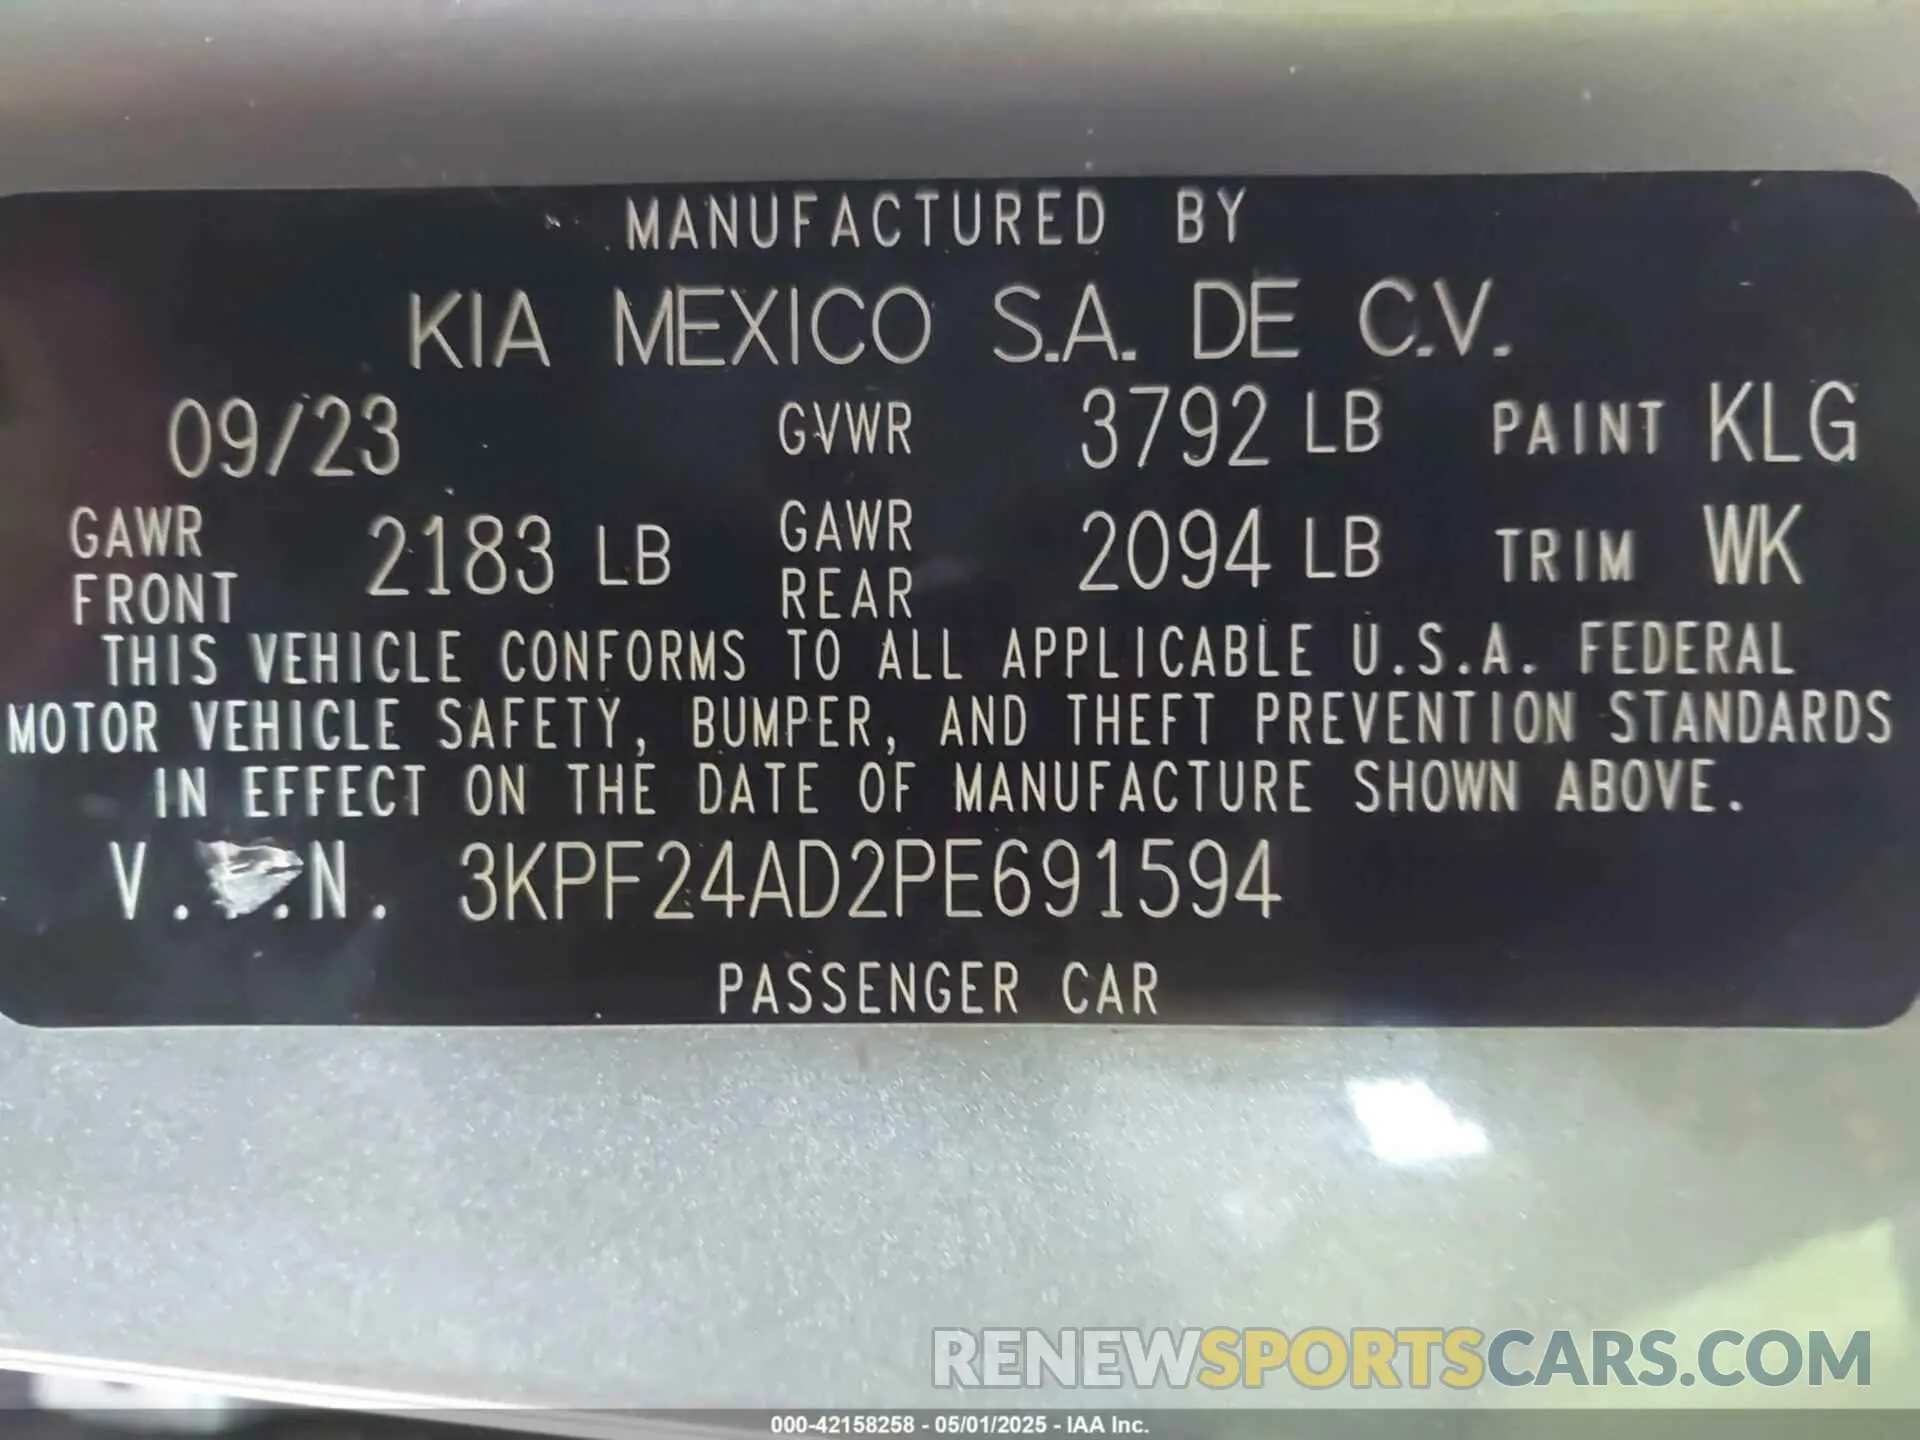 MANUFACTURED BY
KIA MEXICO S.A. DE C.V.
09/23 GVWR 3792 LB PAINT KLG
GAWR FRONT 2183 LB GAWR REAR 2094 LB TRIM WK
THIS VEHICLE CONFORMS TO ALL APPLICABLE U.S.A. FEDERAL
MOTOR VEHICLE SAFETY, BUMPER, AND THEFT PREVENTION STANDARDS
IN EFFECT ON THE DATE OF MANUFACTURE SHOWN ABOVE.
V. .N. 3KPF24AD2PE691594
PASSENGER CAR
RENEWSPORTSCARS.COM
000-42158258 - 05/01/2025 - IAA Inc.